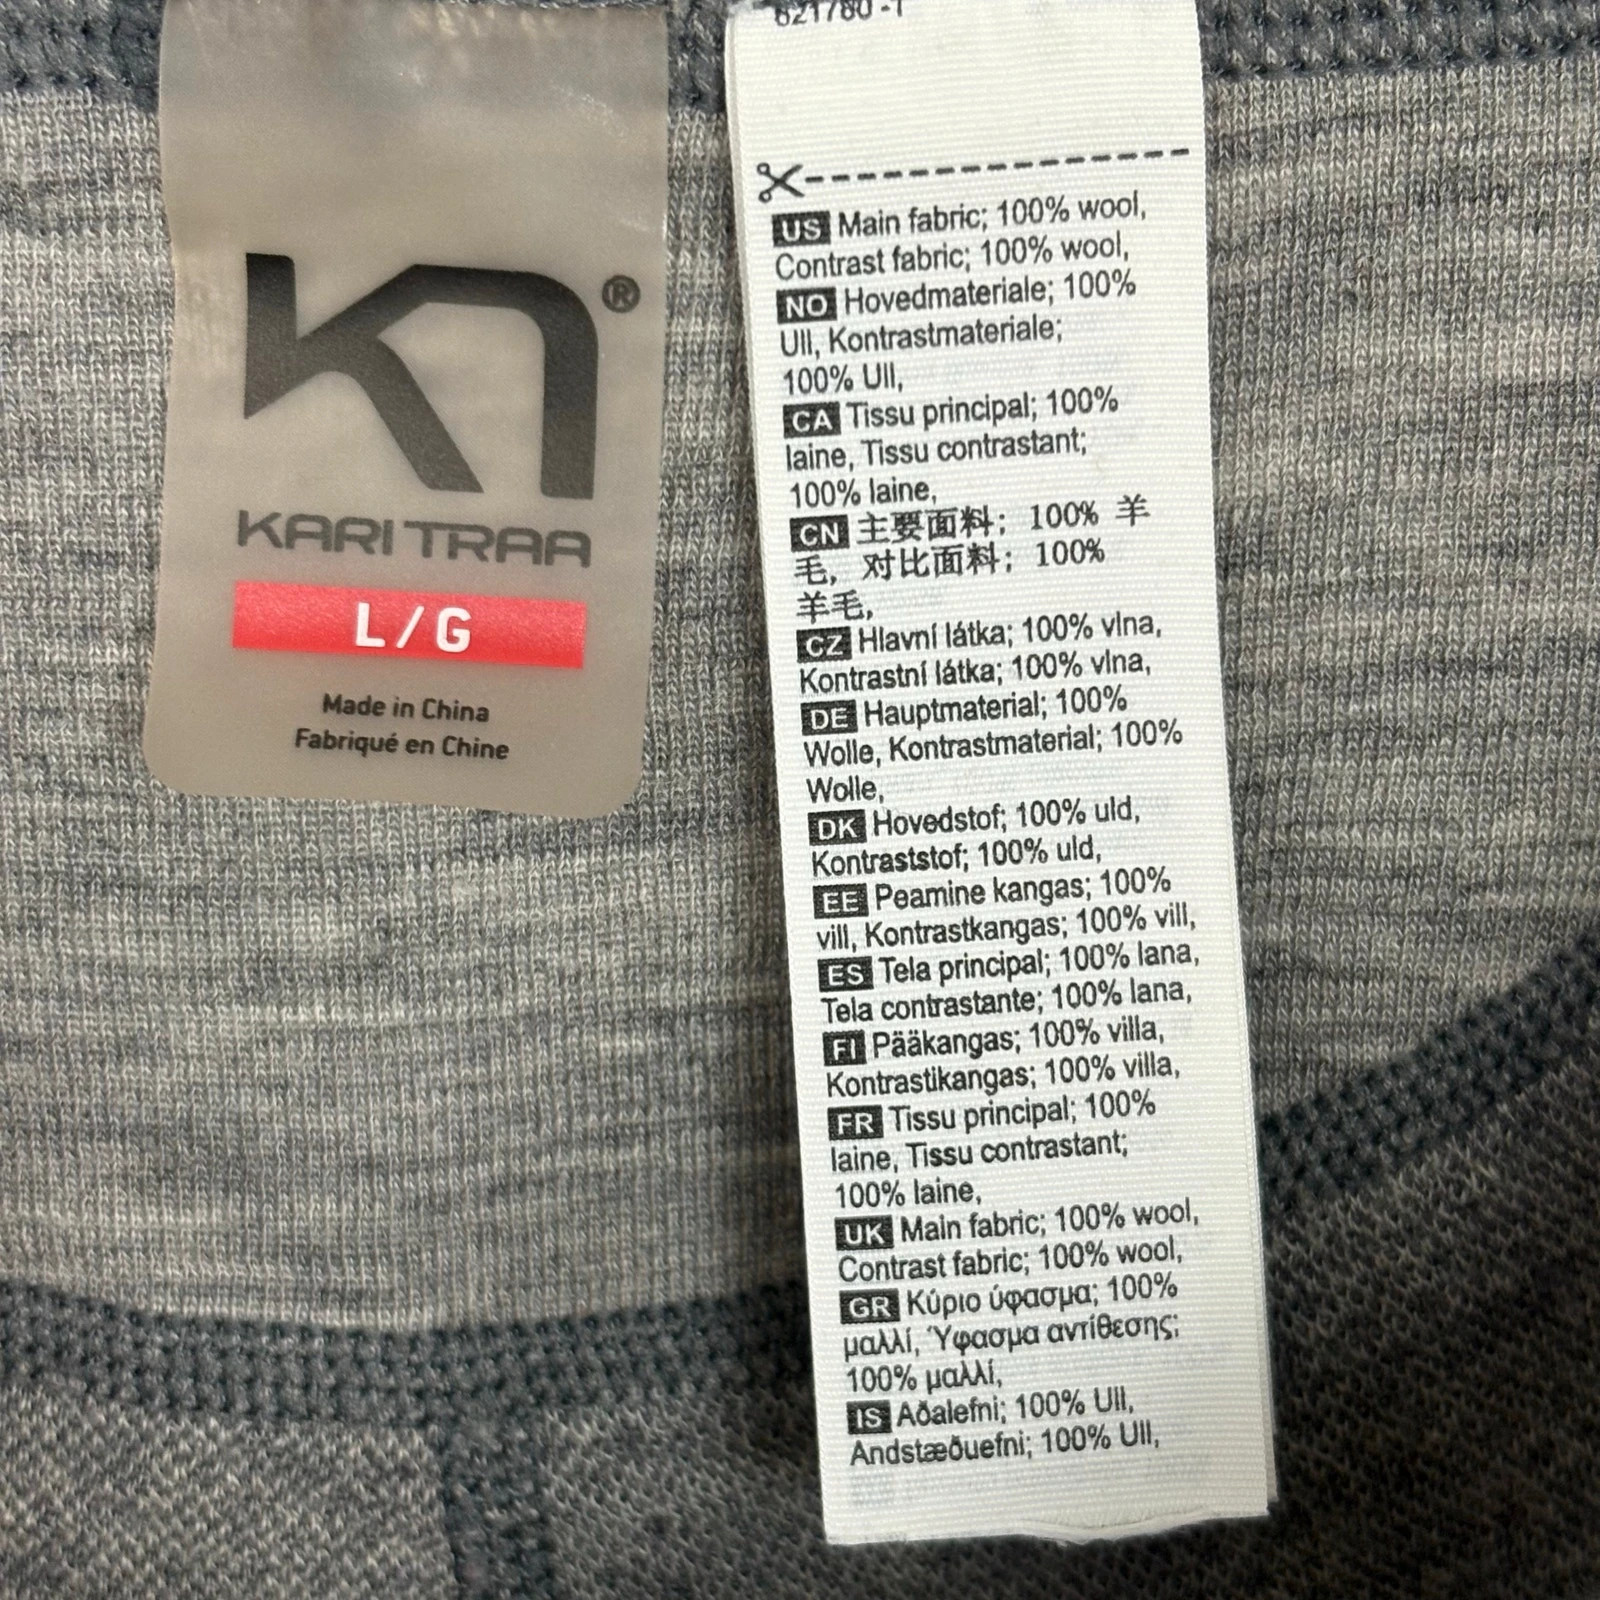 KARI TRAA
L/G
Made in China
Fabriqué en Chine
621780-1
US Main fabric; 100% wool,
Contrast fabric; 100% wool,
NO Hovedmateriale; 100%
Ull, Kontrastmateriale;
100% Ull,
CA Tissu principal; 100%
laine, Tissu contrastant;
100% laine,
CN 主要面料； 100% 羊
毛，对比面料； 100%
羊毛,
CZ Hlavní látka; 100% vlna,
Kontrastní látka; 100% vlna,
DE Hauptmaterial; 100%
Wolle, Kontrastmaterial; 100%
Wolle,
DK Hovedstof; 100% uld,
Kontraststof; 100% uld,
EE Peamine kangas; 100%
vill, Kontrastkangas; 100% vill,
ES Tela principal; 100% lana,
Tela contrastante; 100% lana,
FI Pääkangas; 100% villa,
Kontrastikangas; 100% villa,
FR Tissu principal; 100%
laine, Tissu contrastant;
100% laine,
UK Main fabric; 100% wool,
Contrast fabric; 100% wool,
GR Κύριο ύφασμα; 100%
μαλλί, Ύφασμα αντίθεσης;
100% μαλλί,
IS Aðalefni; 100% Ull,
Andstæðuefni; 100% Ull,